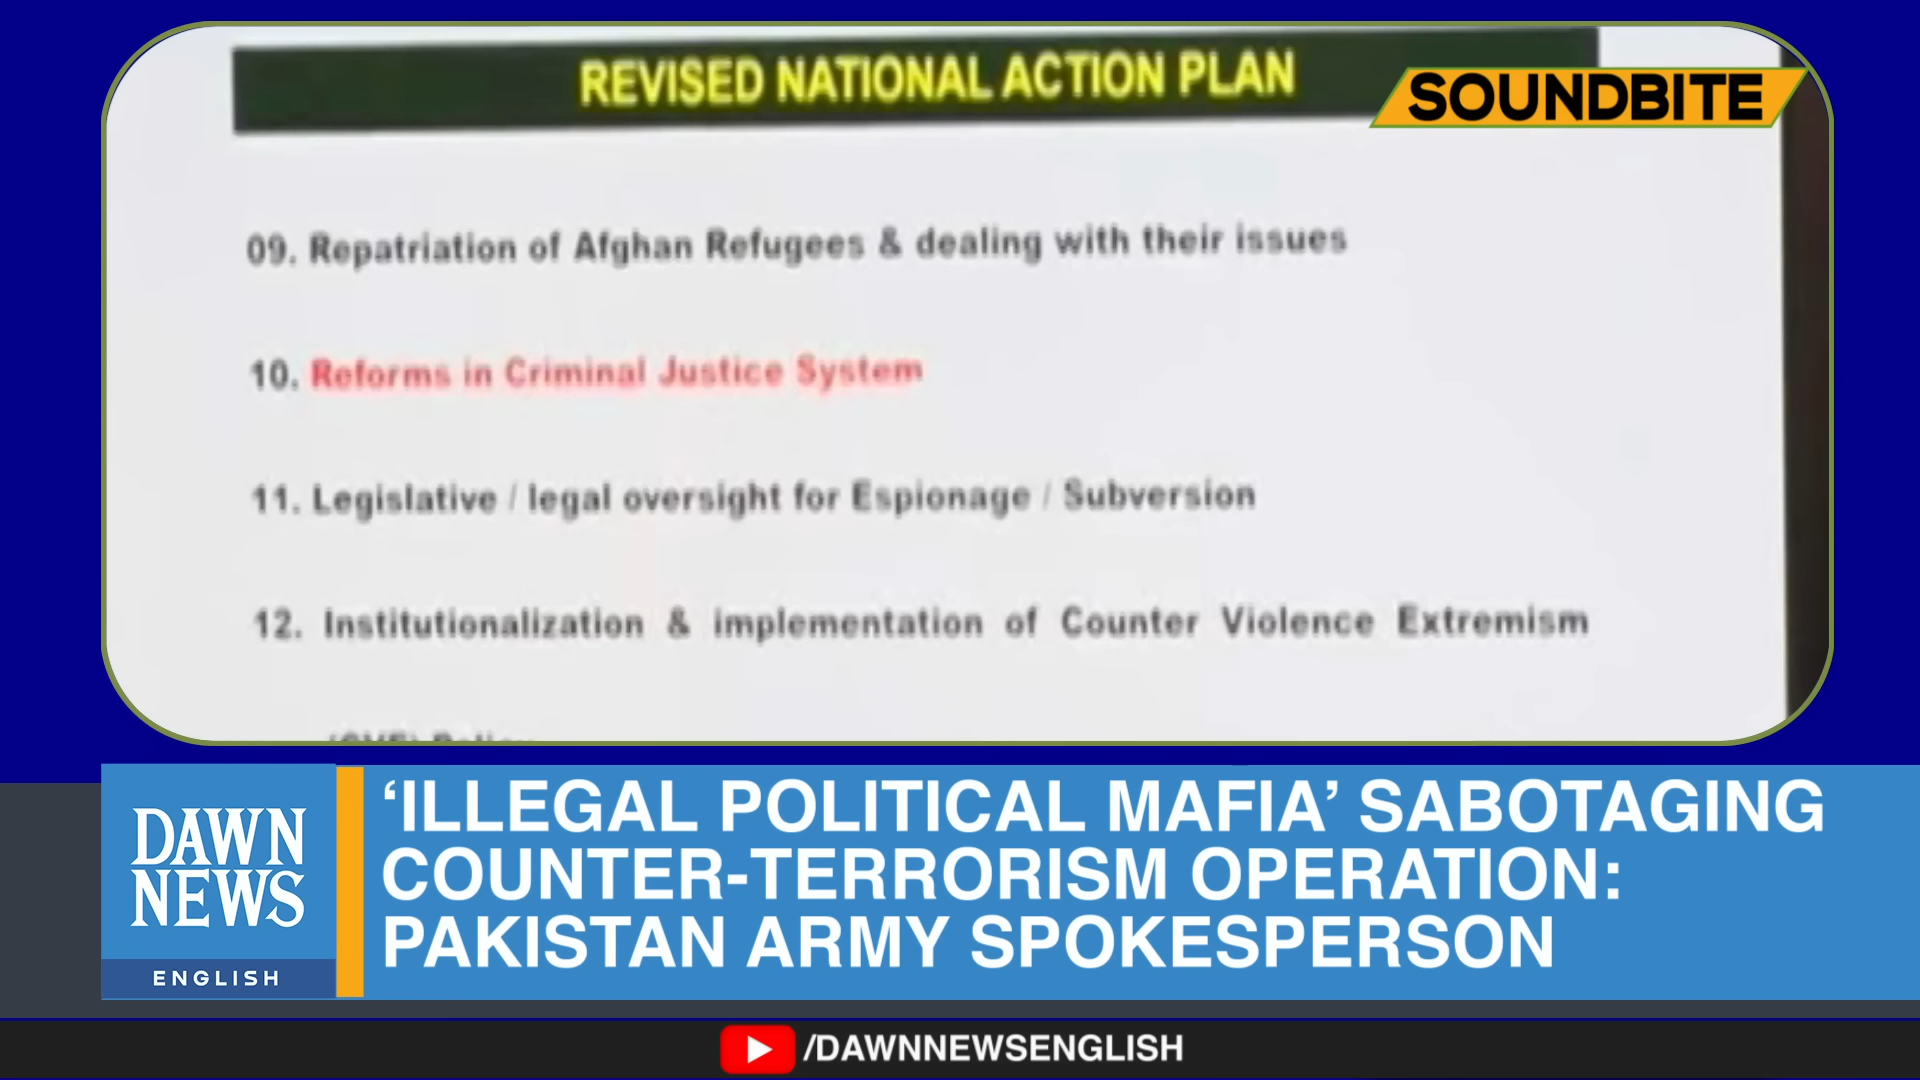 REVISED NATIONAL ACTION PLAN
SOUNDBITE
09. Repatriation of Afghan Refugees & dealing with their issues
10. Reforms in Criminal Justice System
11. Legislative / legal oversight for Espionage / Subversion
12. Institutionalization & implementation of Counter Violence Extremism
‘ILLEGAL POLITICAL MAFIA’ SABOTAGING
COUNTER-TERRORISM OPERATION:
PAKISTAN ARMY SPOKESPERSON
DAWN
NEWS
ENGLISH
/DAWNNEWSENGLISH